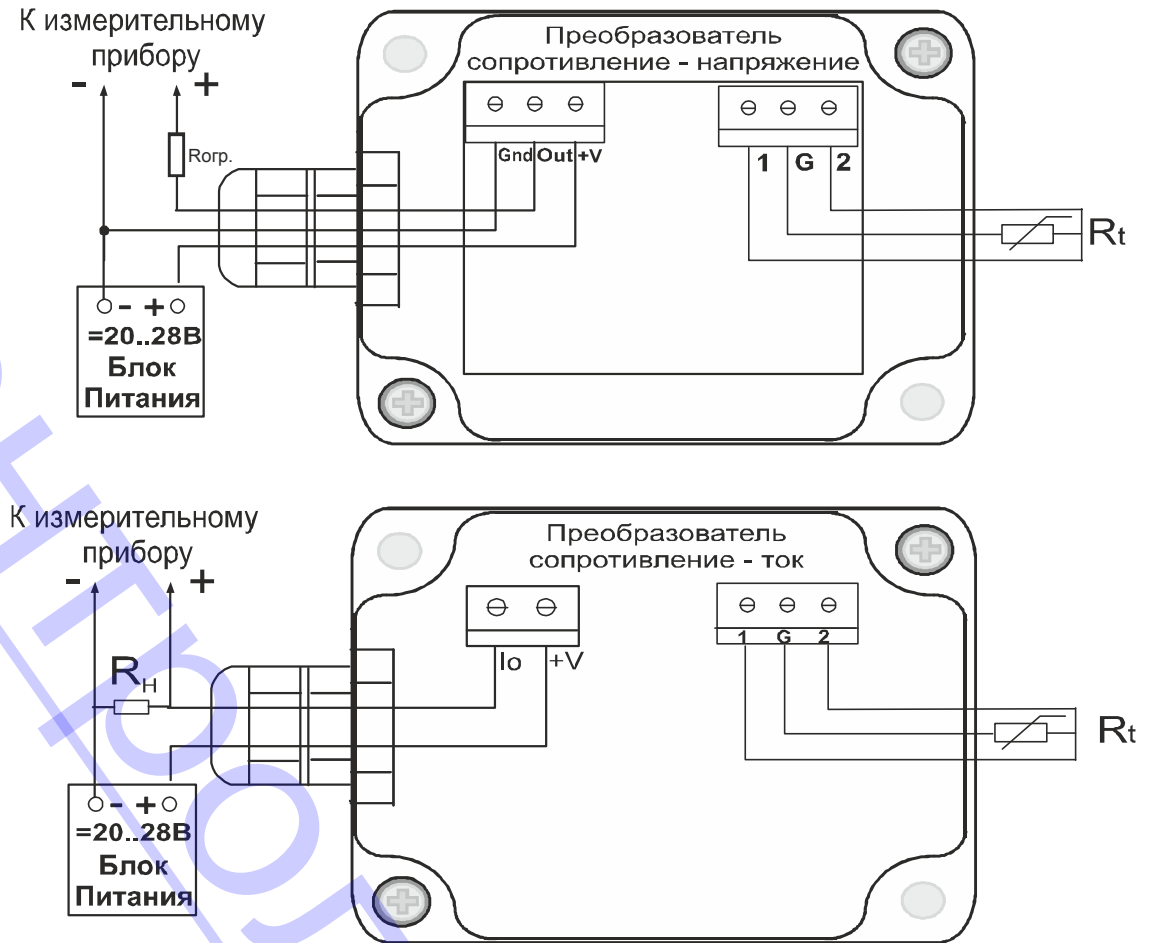 К измерительному
прибору
- +
Rогр.
Преобразователь
сопротивление - напряжение
Gnd Out +V
1 G 2
Rt
- +
=20..28В
Блок
Питания
К измерительному
прибору
- +
RН
Преобразователь
сопротивление - ток
Io +V
1 G 2
Rt
- +
=20..28В
Блок
Питания